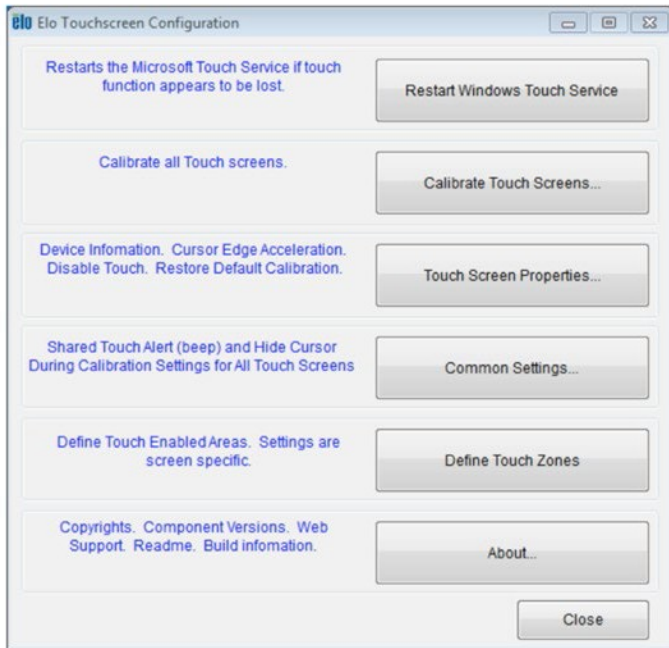 elo Elo Touchscreen Configuration
Restarts the Microsoft Touch Service if touch
function appears to be lost.
Restart Windows Touch Service
Calibrate all Touch screens.
Calibrate Touch Screens...
Device Infomation. Cursor Edge Acceleration.
Disable Touch. Restore Default Calibration.
Touch Screen Properties...
Shared Touch Alert (beep) and Hide Cursor
During Calibration Settings for All Touch Screens
Common Settings...
Define Touch Enabled Areas. Settings are
screen specific.
Define Touch Zones
Copyrights. Component Versions. Web
Support. Readme. Build infomation.
About...
Close